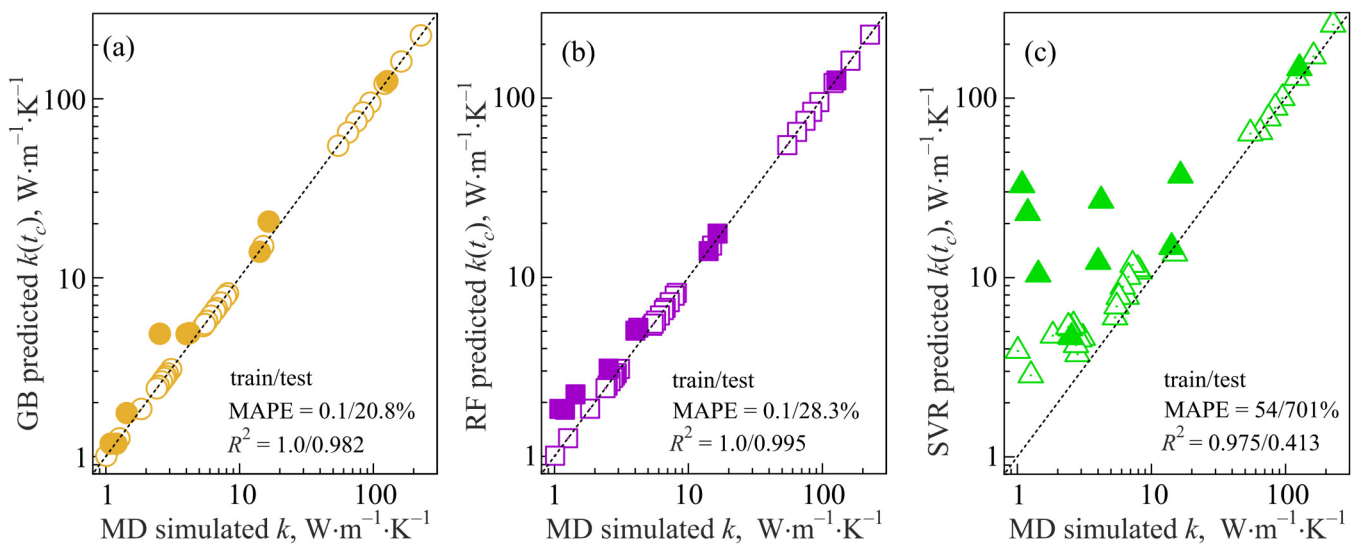 (a)
GB predicted k(t_c), W·m⁻¹·K⁻¹
100
10
1
train/test
MAPE = 0.1/20.8%
R² = 1.0/0.982
1 10 100
MD simulated k, W·m⁻¹·K⁻¹
(b)
RF predicted k(t_c), W·m⁻¹·K⁻¹
100
10
1
train/test
MAPE = 0.1/28.3%
R² = 1.0/0.995
1 10 100
MD simulated k, W·m⁻¹·K⁻¹
(c)
SVR predicted k(t_c), W·m⁻¹·K⁻¹
100
10
1
train/test
MAPE = 54/701%
R² = 0.975/0.413
1 10 100
MD simulated k, W·m⁻¹·K⁻¹